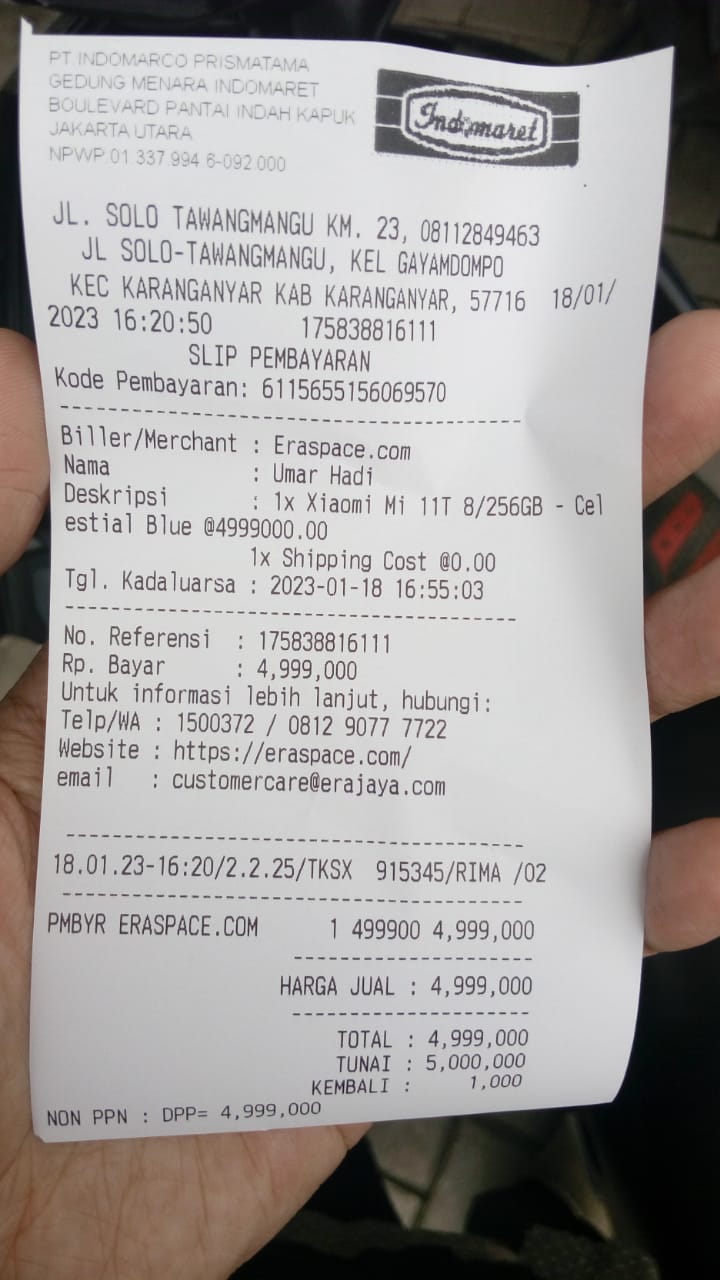 PT.INDOMARCO PRISMATAMA
GEDUNG MENARA INDOMARET
BOULEVARD PANTAI INDAH KAPUK
JAKARTA UTARA
NPWP:01.337.994.6-092.000
Indomaret
JL. SOLO TAWANGMANGU KM. 23, 08112849463
JL SOLO-TAWANGMANGU, KEL GAYAMDOMPO
KEC KARANGANYAR KAB KARANGANYAR, 57716 18/01/
2023 16:20:50 175838816111
SLIP PEMBAYARAN
Kode Pembayaran: 6115655156069570
Biller/Merchant : Eraspace.com
Nama : Umar Hadi
Deskripsi : 1x Xiaomi Mi 11T 8/256GB - Cel
estial Blue @4999000.00
1x Shipping Cost @0.00
Tgl. Kadaluarsa : 2023-01-18 16:55:03
No. Referensi : 175838816111
Rp. Bayar : 4,999,000
Untuk informasi lebih lanjut, hubungi:
Telp/WA : 1500372 / 0812 9077 7722
Website : https://eraspace.com/
email : customercare@erajaya.com
18.01.23-16:20/2.2.25/TKSX 915345/RIMA /02
PMBYR ERASPACE.COM 1 499900 4,999,000
HARGA JUAL : 4,999,000
TOTAL : 4,999,000
TUNAI : 5,000,000
KEMBALI : 1,000
NON PPN : DPP= 4,999,000